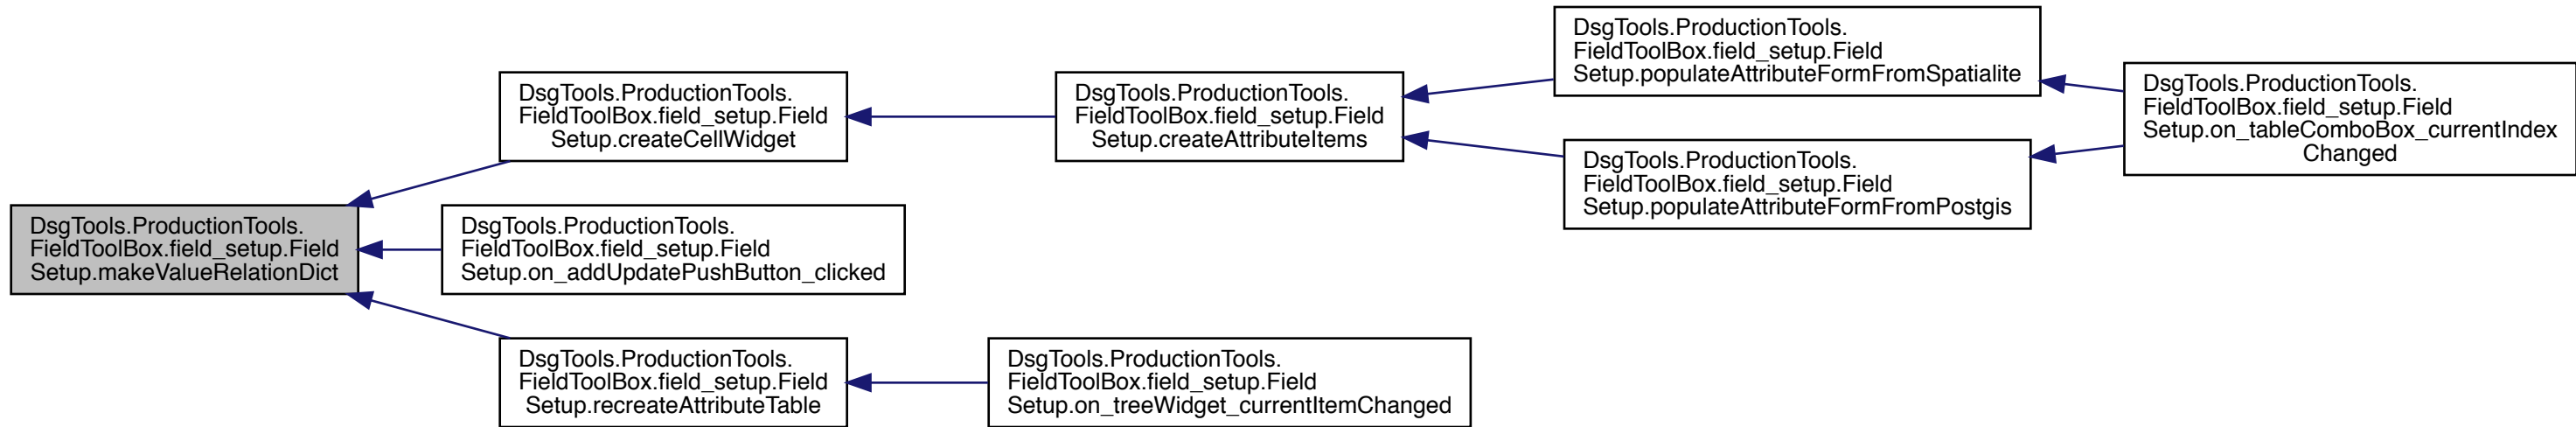 DsgTools.ProductionTools.
FieldToolBox.field_setup.Field
Setup.makeValueRelationDict
DsgTools.ProductionTools.
FieldToolBox.field_setup.Field
Setup.createCellWidget
DsgTools.ProductionTools.
FieldToolBox.field_setup.Field
Setup.on_addUpdatePushButton_clicked
DsgTools.ProductionTools.
FieldToolBox.field_setup.Field
Setup.recreateAttributeTable
DsgTools.ProductionTools.
FieldToolBox.field_setup.Field
Setup.createAttributeItems
DsgTools.ProductionTools.
FieldToolBox.field_setup.Field
Setup.on_treeWidget_currentItemChanged
DsgTools.ProductionTools.
FieldToolBox.field_setup.Field
Setup.populateAttributeFormFromSpatialite
DsgTools.ProductionTools.
FieldToolBox.field_setup.Field
Setup.populateAttributeFormFromPostgis
DsgTools.ProductionTools.
FieldToolBox.field_setup.Field
Setup.on_tableComboBox_currentIndex
Changed